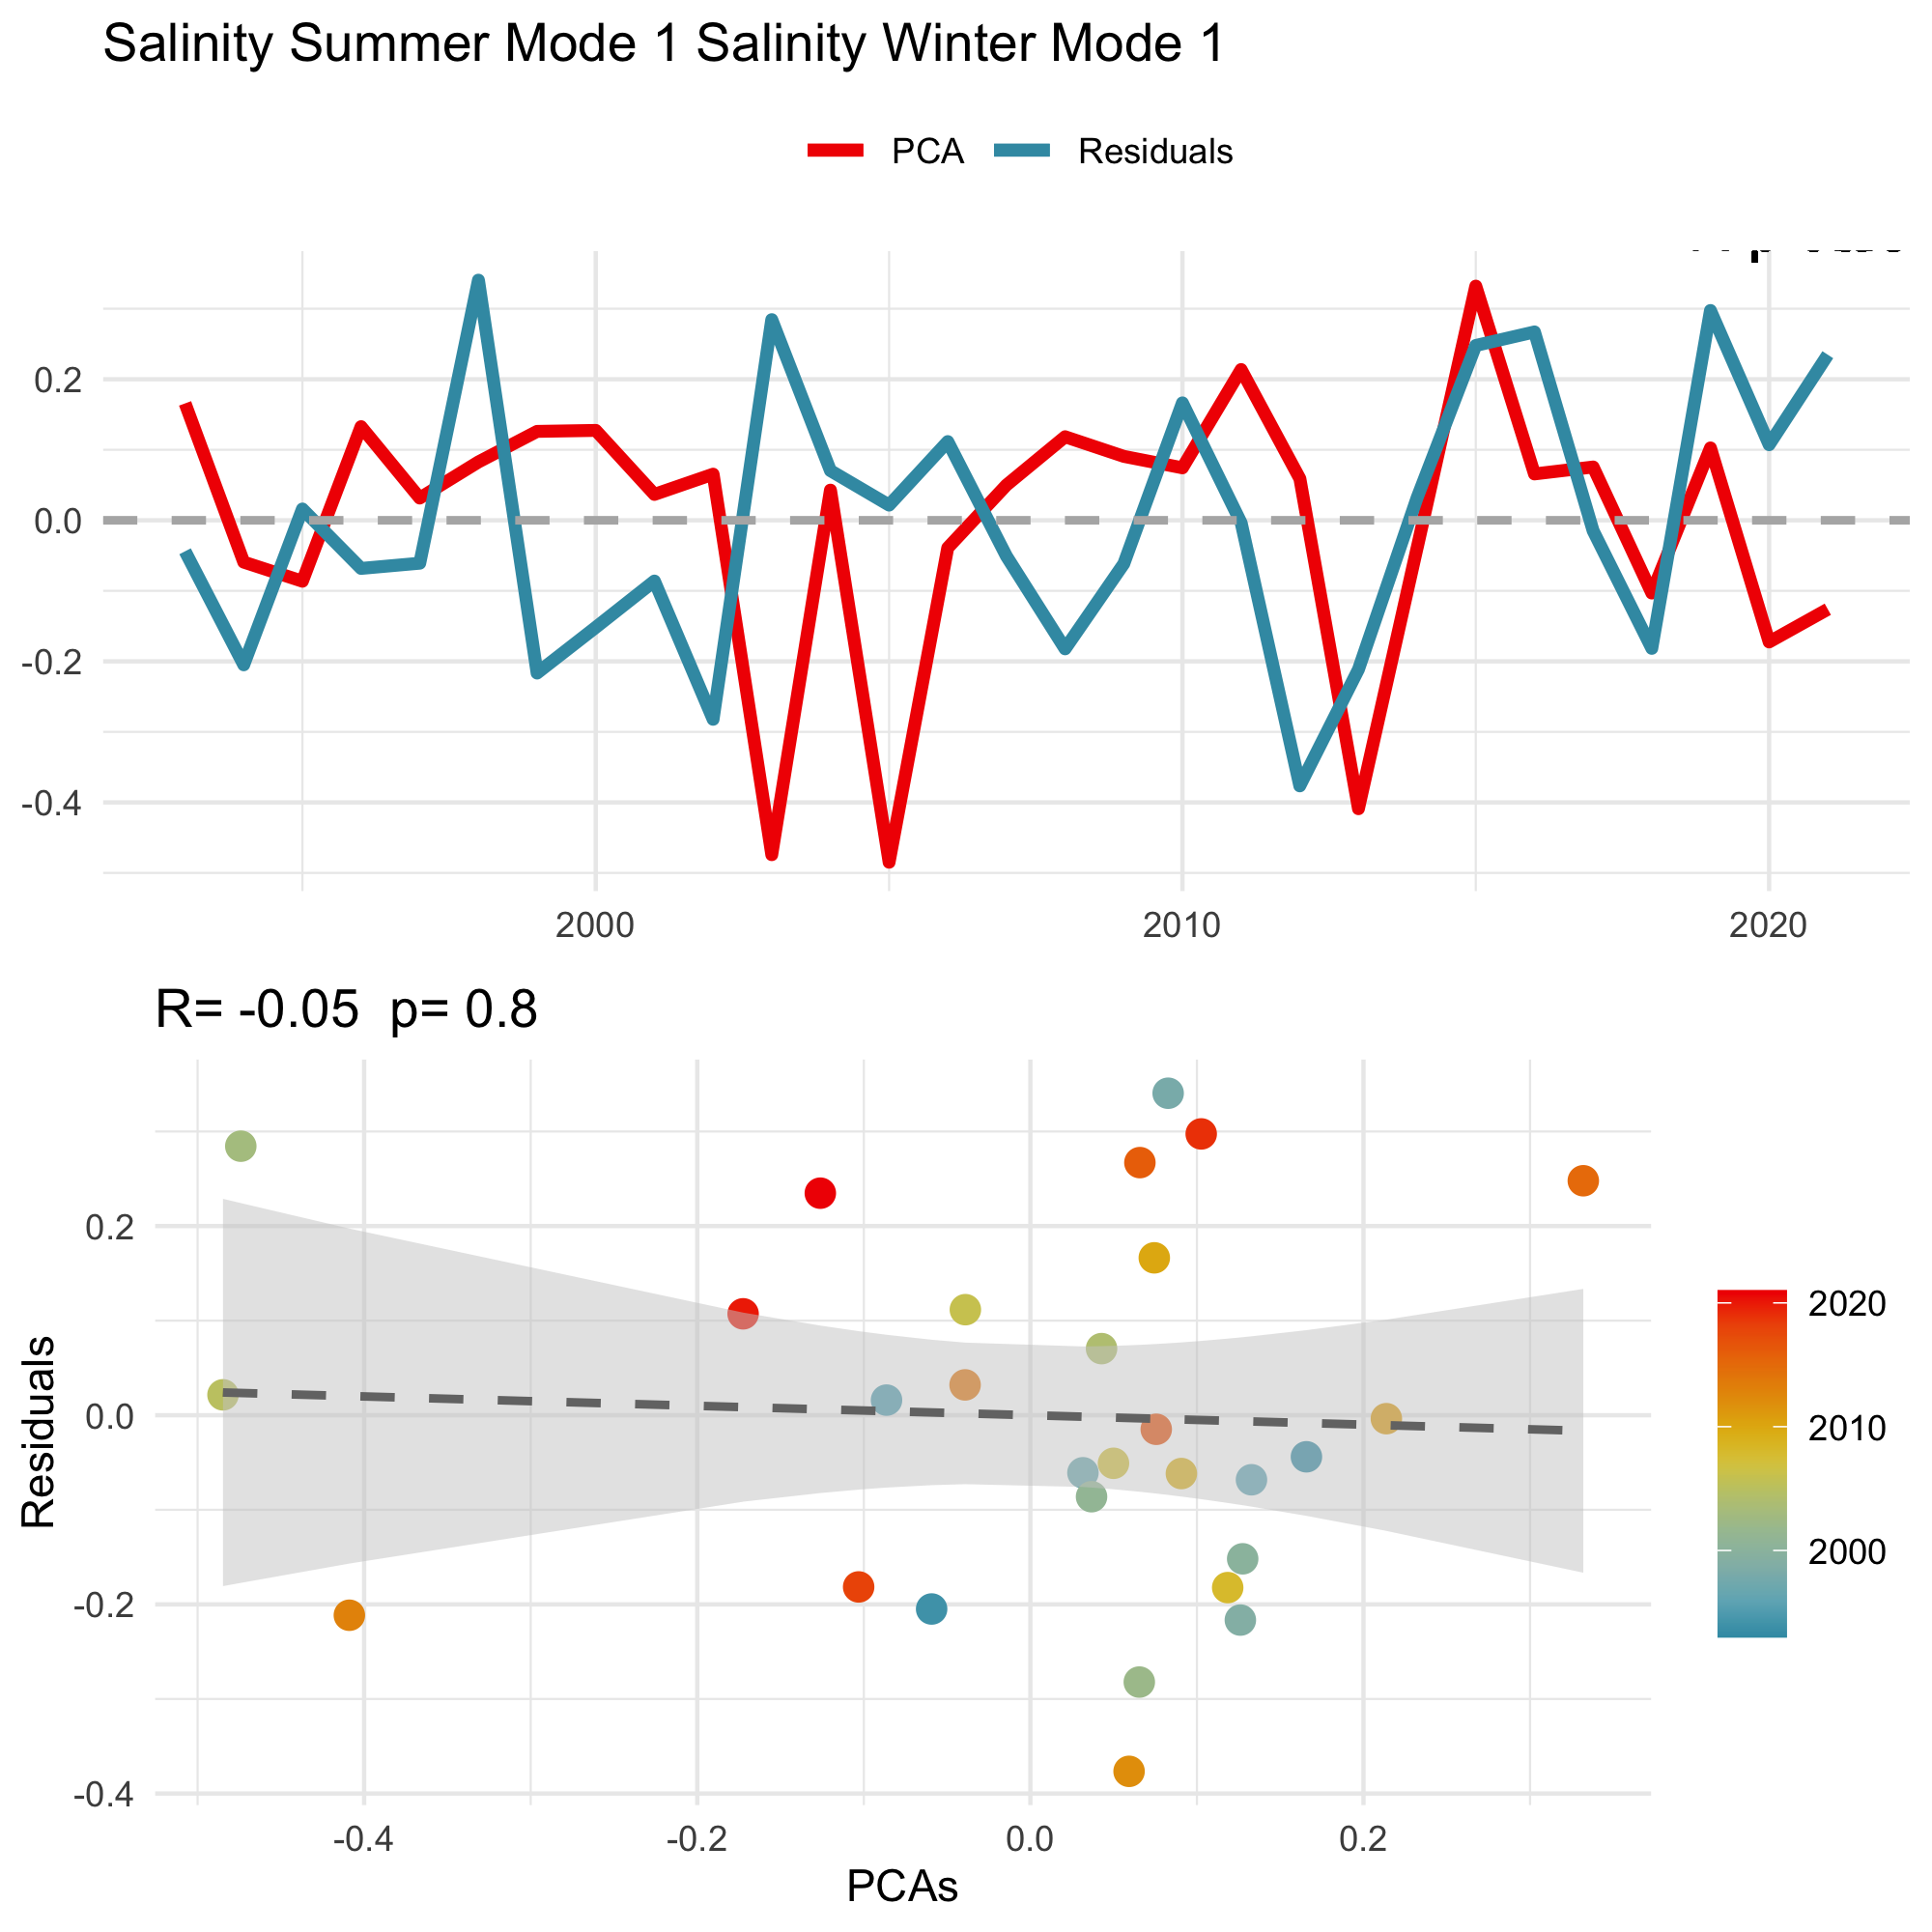 Salinity Summer Mode 1 Salinity Winter Mode 1
PCA Residuals
0.2
0.0
-0.2
-0.4
2000 2010 2020
R= -0.05 p= 0.8
Residuals
0.2
0.0
-0.2
-0.4
-0.4 -0.2 0.0 0.2
PCAs
2020
2010
2000